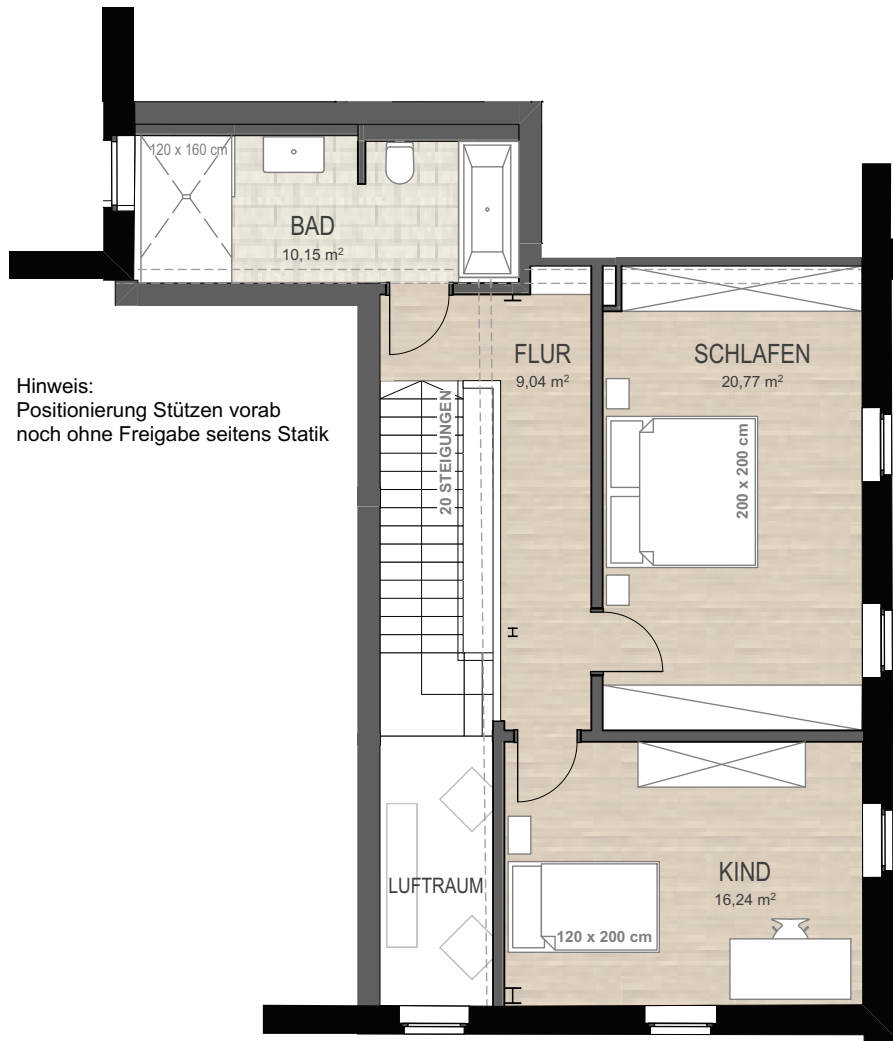 120 x 160 cm
BAD
10,15 m²
FLUR
9,04 m²
SCHLAFEN
20,77 m²
Hinweis:
Positionierung Stützen vorab
noch ohne Freigabe seitens Statik
20 STEIGUNGEN
200 x 200 cm
LUFTRAUM
KIND
16,24 m²
120 x 200 cm